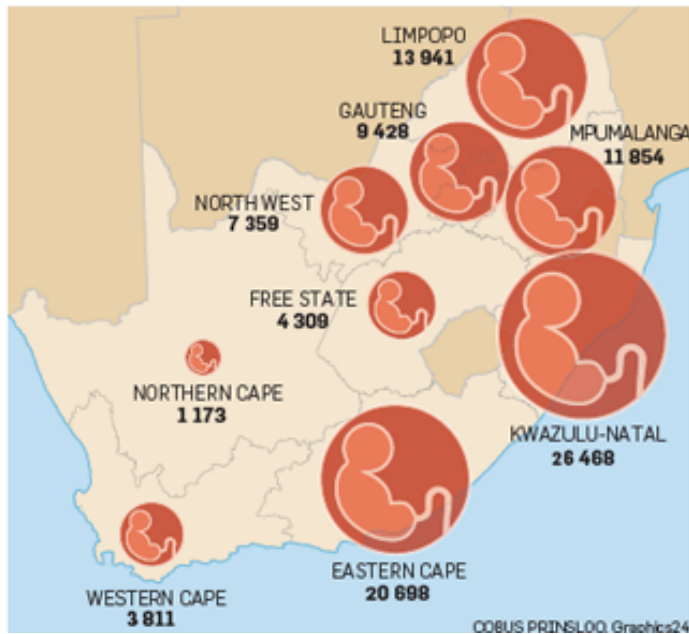 LIMPOPO
13 941
GAUTENG
9 428
MPUMALANGA
11 854
NORTH WEST
7 359
FREE STATE
4 309
NORTHERN CAPE
1 173
KWAZULU-NATAL
26 468
EASTERN CAPE
20 698
WESTERN CAPE
3 811
COBUS PRINSLOO, Graphics24